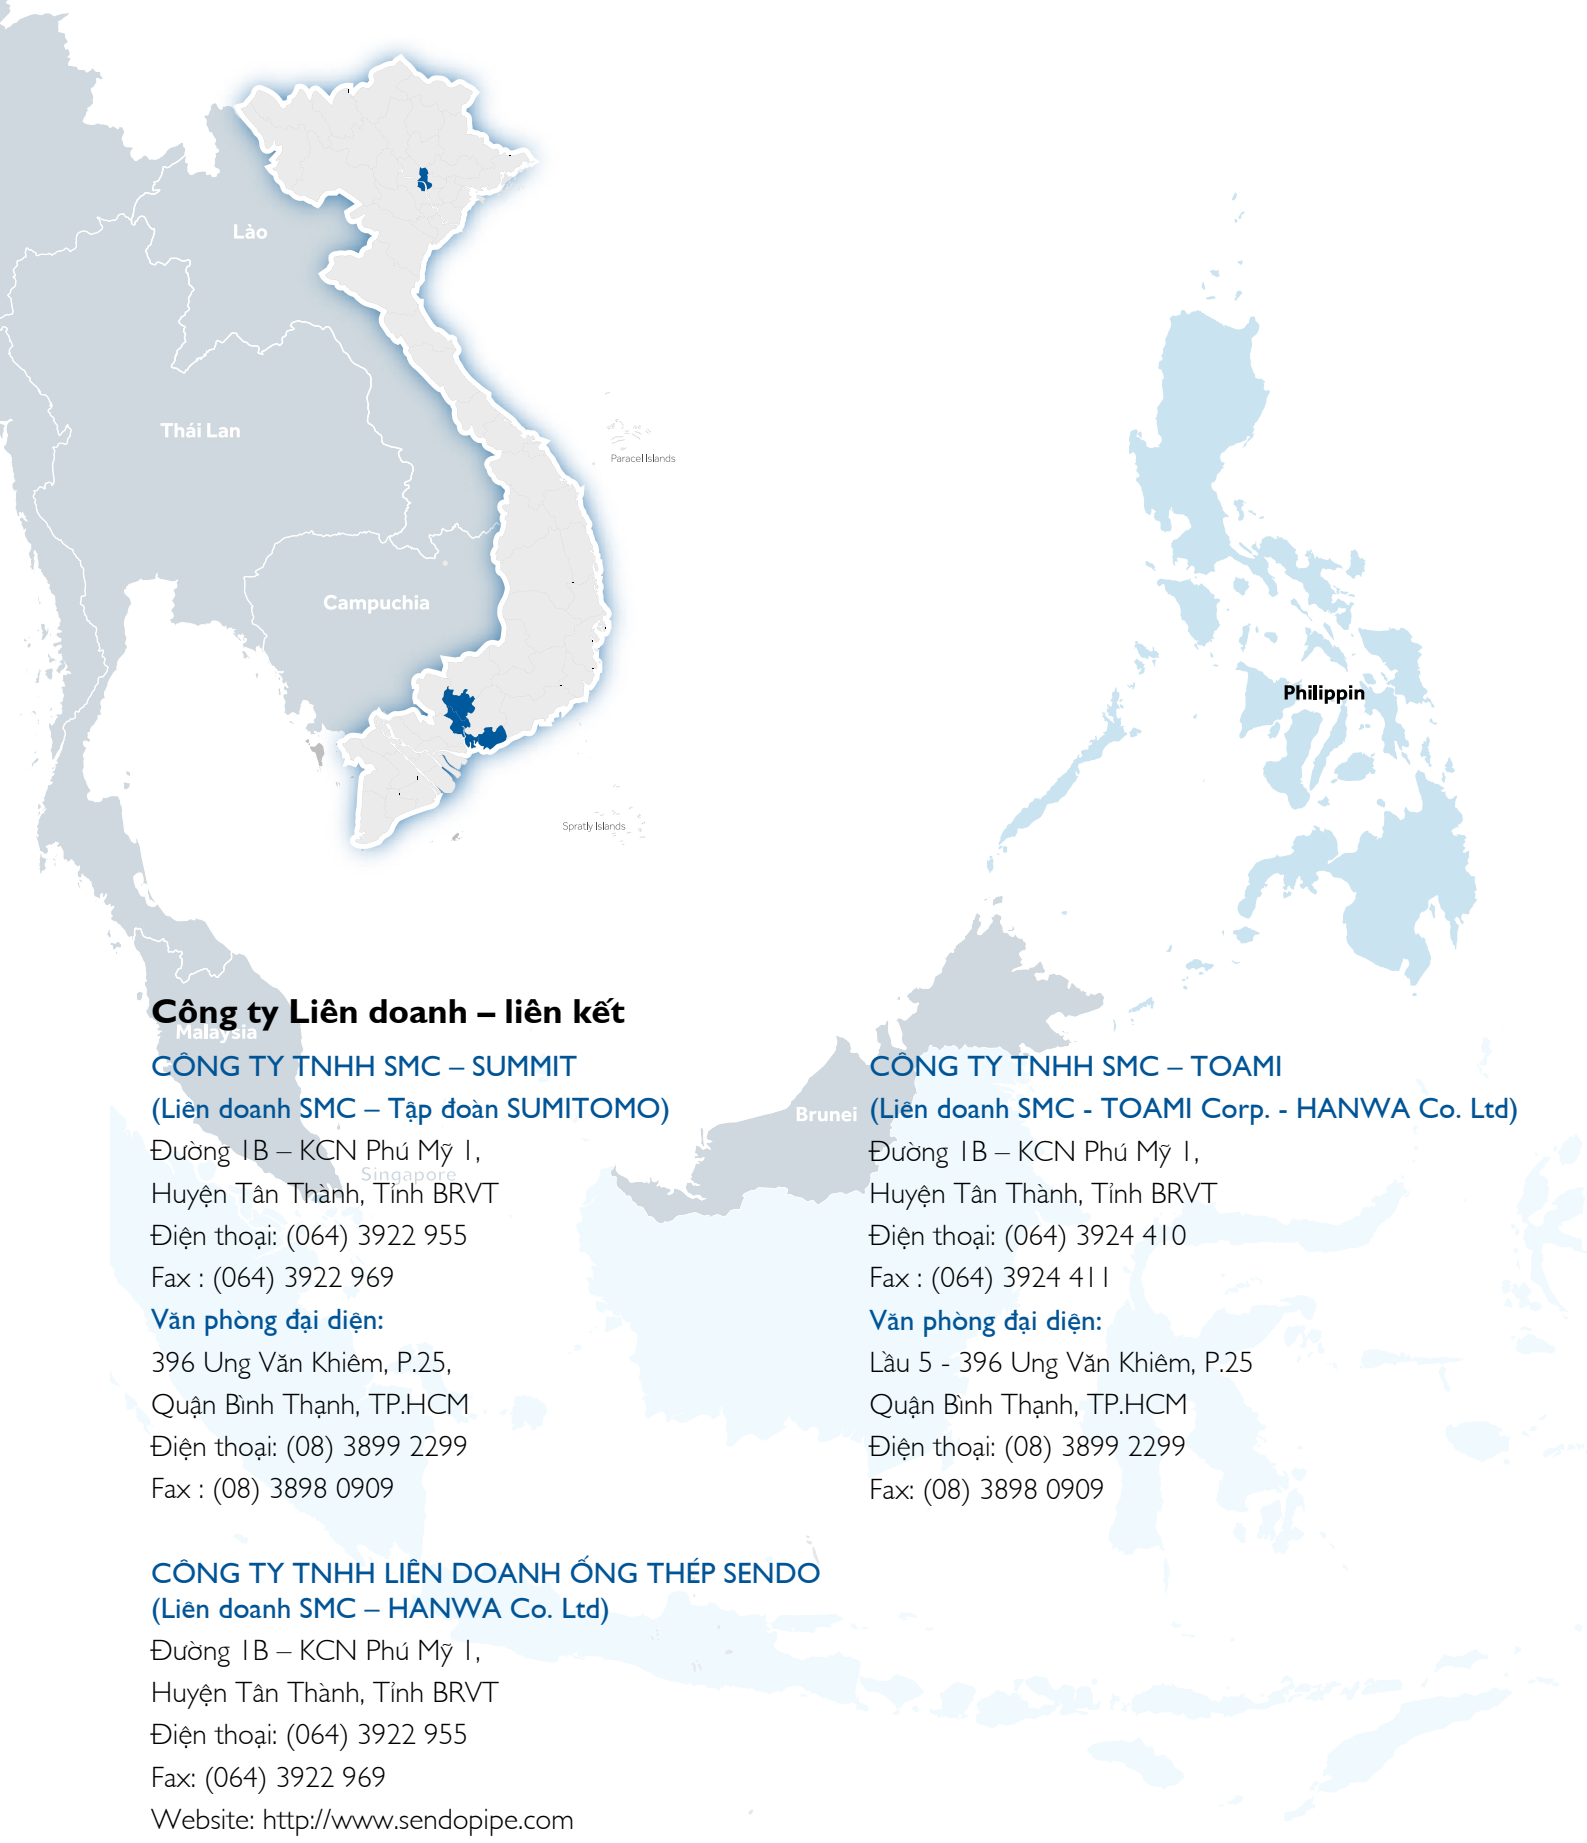 Lào
Thái Lan
Paracel Islands
Campuchia
Philippin
Spratly Islands
Công ty Liên doanh – liên kết
Malaysia
CÔNG TY TNHH SMC – SUMMIT
(Liên doanh SMC – Tập đoàn SUMITOMO)
Đường 1B – KCN Phú Mỹ 1,
Singapore
Huyện Tân Thành, Tỉnh BRVT
Điện thoại: (064) 3922 955
Fax : (064) 3922 969
Văn phòng đại diện:
396 Ung Văn Khiêm, P.25,
Quận Bình Thạnh, TP.HCM
Điện thoại: (08) 3899 2299
Fax : (08) 3898 0909
Brunei
CÔNG TY TNHH SMC – TOAMI
(Liên doanh SMC - TOAMI Corp. - HANWA Co. Ltd)
Đường 1B – KCN Phú Mỹ 1,
Huyện Tân Thành, Tỉnh BRVT
Điện thoại: (064) 3924 410
Fax : (064) 3924 411
Văn phòng đại diện:
Lầu 5 - 396 Ung Văn Khiêm, P.25
Quận Bình Thạnh, TP.HCM
Điện thoại: (08) 3899 2299
Fax: (08) 3898 0909
CÔNG TY TNHH LIÊN DOANH ỐNG THÉP SENDO
(Liên doanh SMC – HANWA Co. Ltd)
Đường 1B – KCN Phú Mỹ 1,
Huyện Tân Thành, Tỉnh BRVT
Điện thoại: (064) 3922 955
Fax: (064) 3922 969
Website: http://www.sendopipe.com